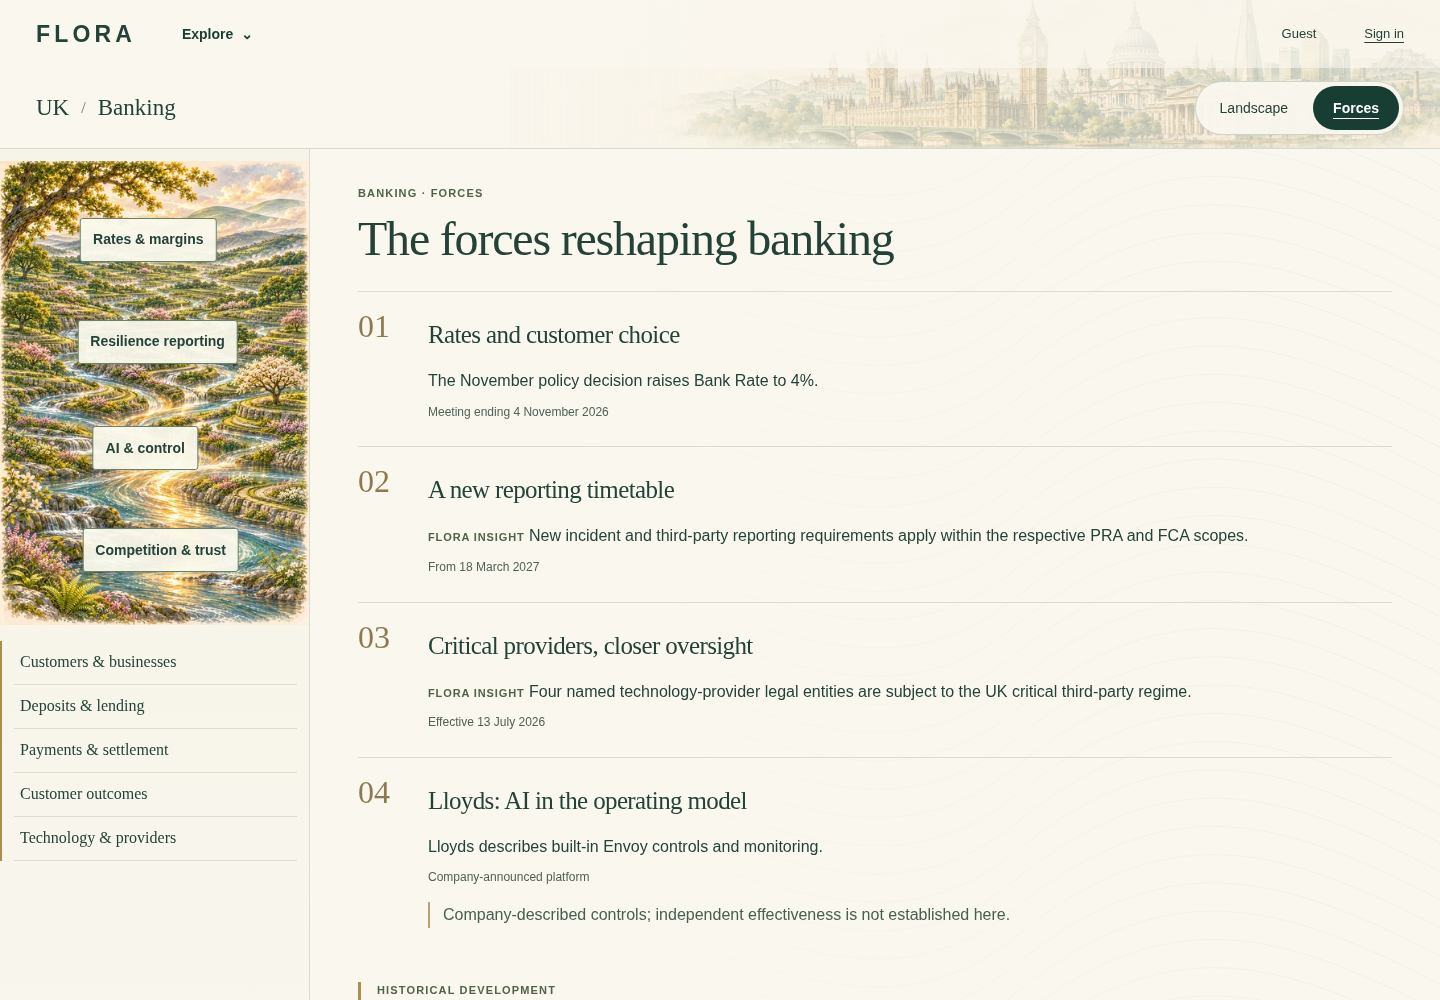 FLORA
Explore
Guest
Sign in
UK / Banking
Landscape
Forces
Rates & margins
Resilience reporting
AI & control
Competition & trust
Customers & businesses
Deposits & lending
Payments & settlement
Customer outcomes
Technology & providers
BANKING · FORCES
The forces reshaping banking
01
Rates and customer choice
The November policy decision raises Bank Rate to 4%.
Meeting ending 4 November 2026
02
A new reporting timetable
FLORA INSIGHT New incident and third-party reporting requirements apply within the respective PRA and FCA scopes.
From 18 March 2027
03
Critical providers, closer oversight
FLORA INSIGHT Four named technology-provider legal entities are subject to the UK critical third-party regime.
Effective 13 July 2026
04
Lloyds: AI in the operating model
Lloyds describes built-in Envoy controls and monitoring.
Company-announced platform
Company-described controls; independent effectiveness is not established here.
HISTORICAL DEVELOPMENT